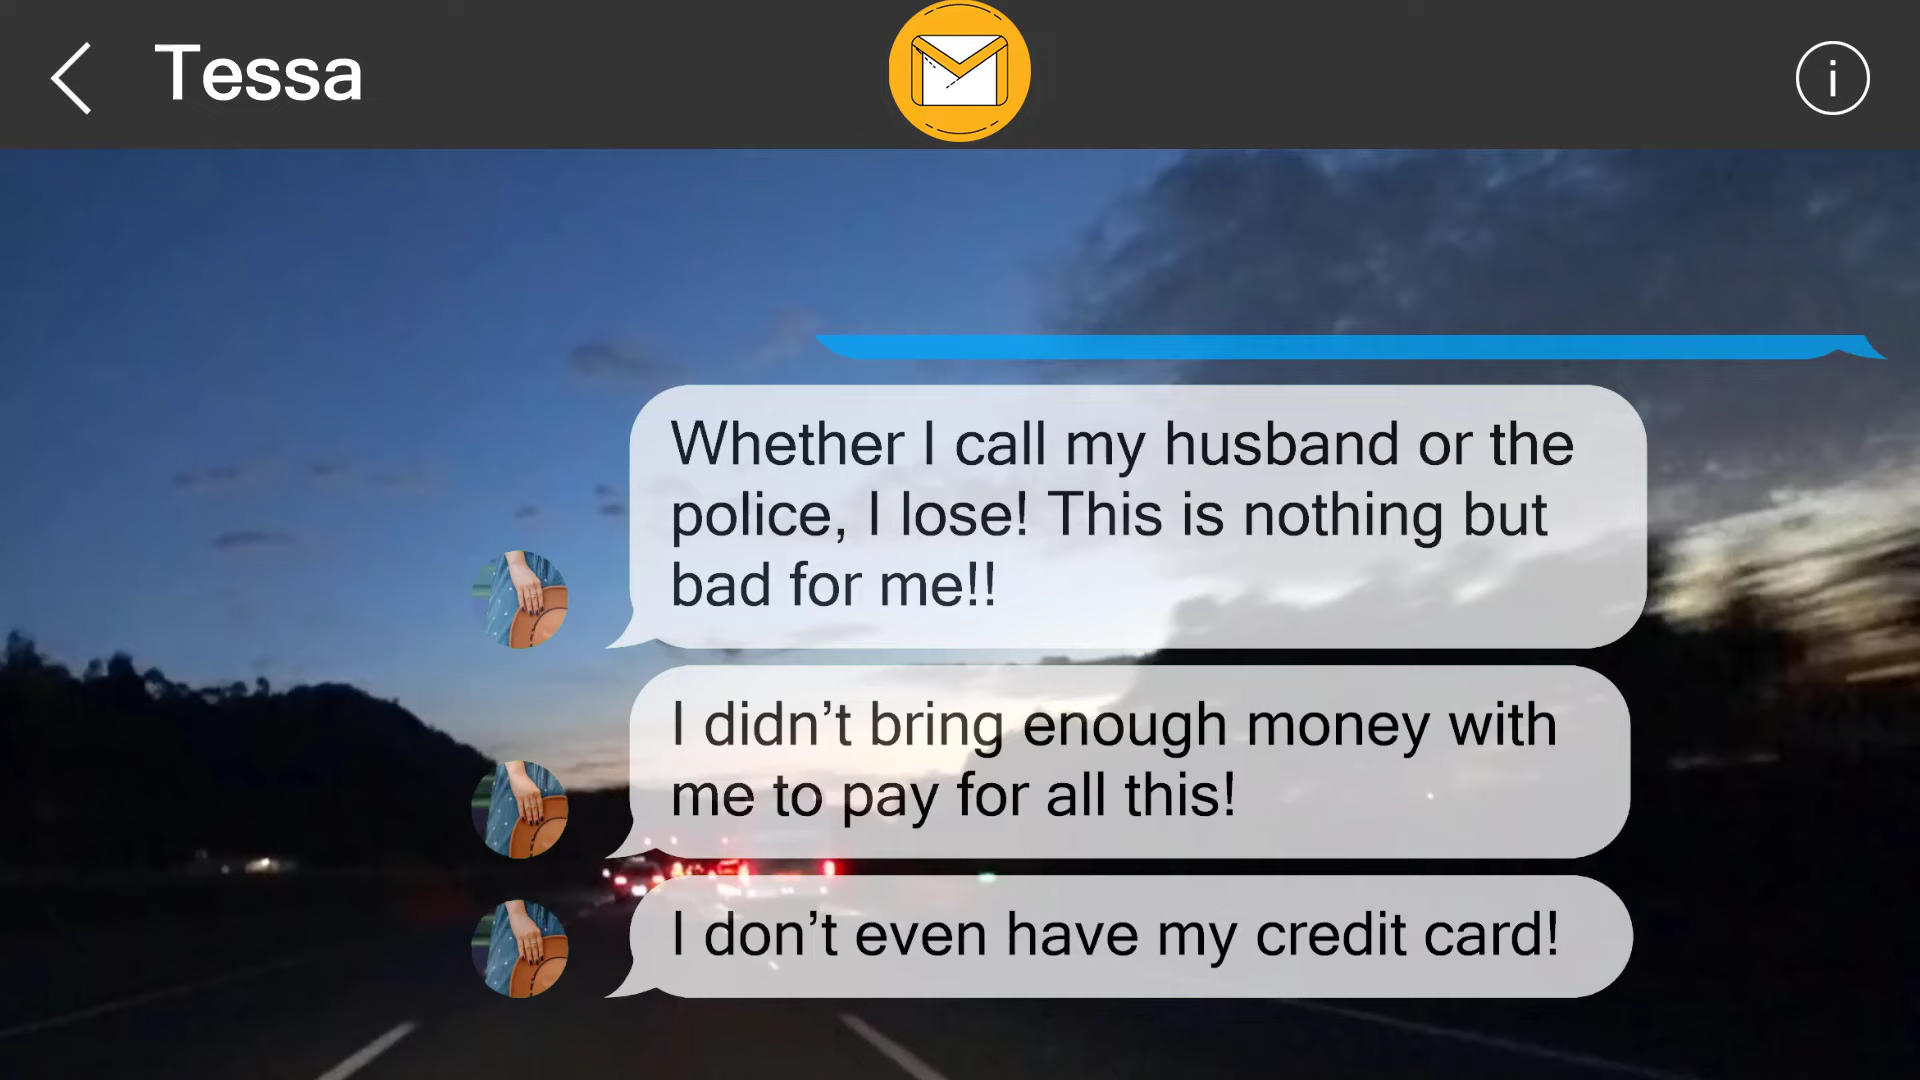 Tessa
i
Whether I call my husband or the
police, I lose! This is nothing but
bad for me!!
I didn’t bring enough money with
me to pay for all this!
I don’t even have my credit card!